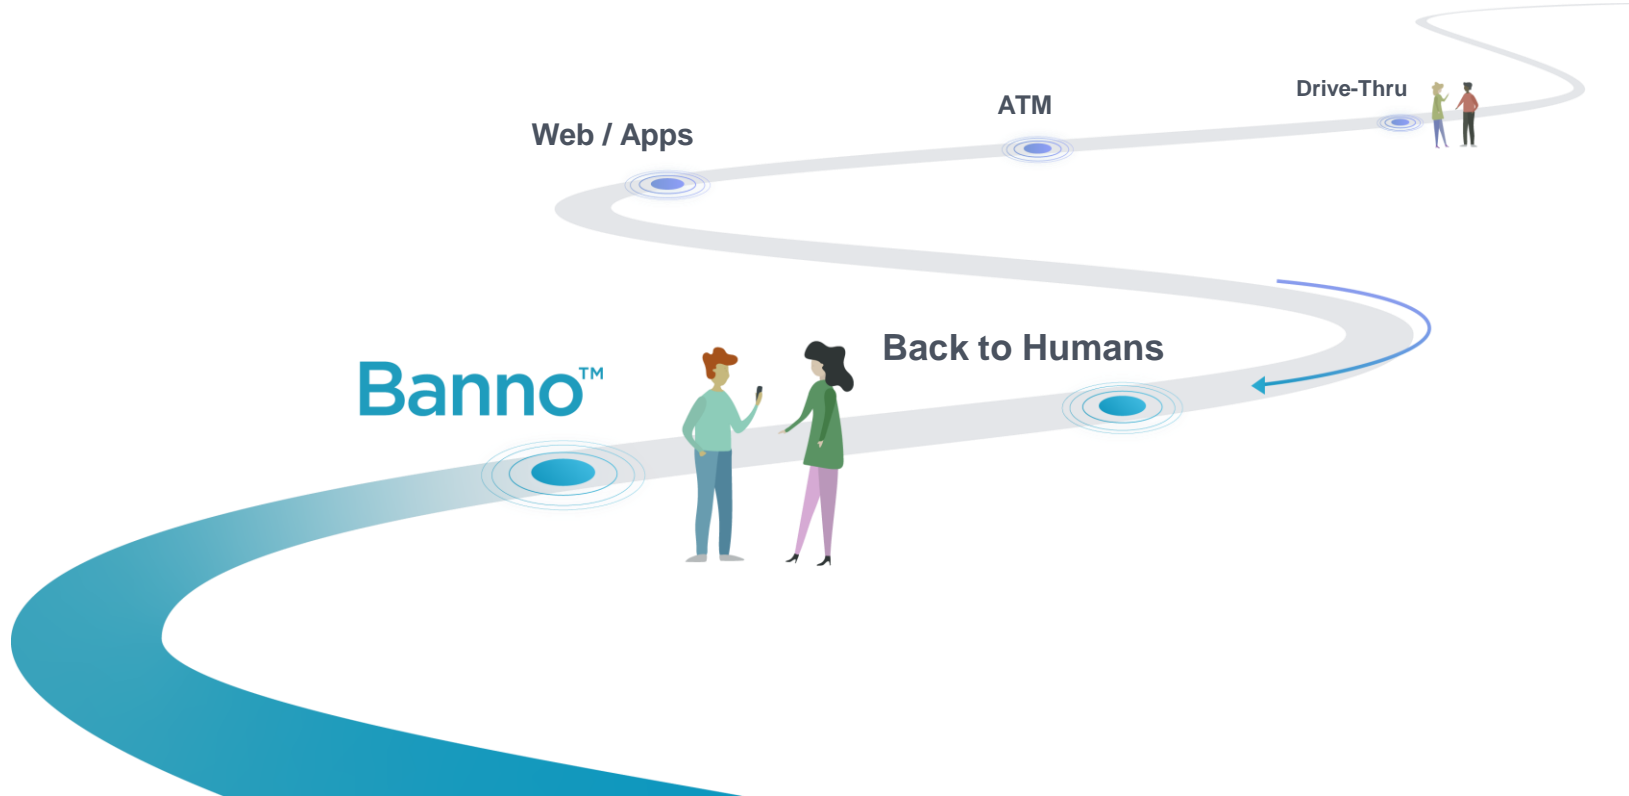 Drive-Thru
ATM
Web / Apps
Back to Humans
Banno™